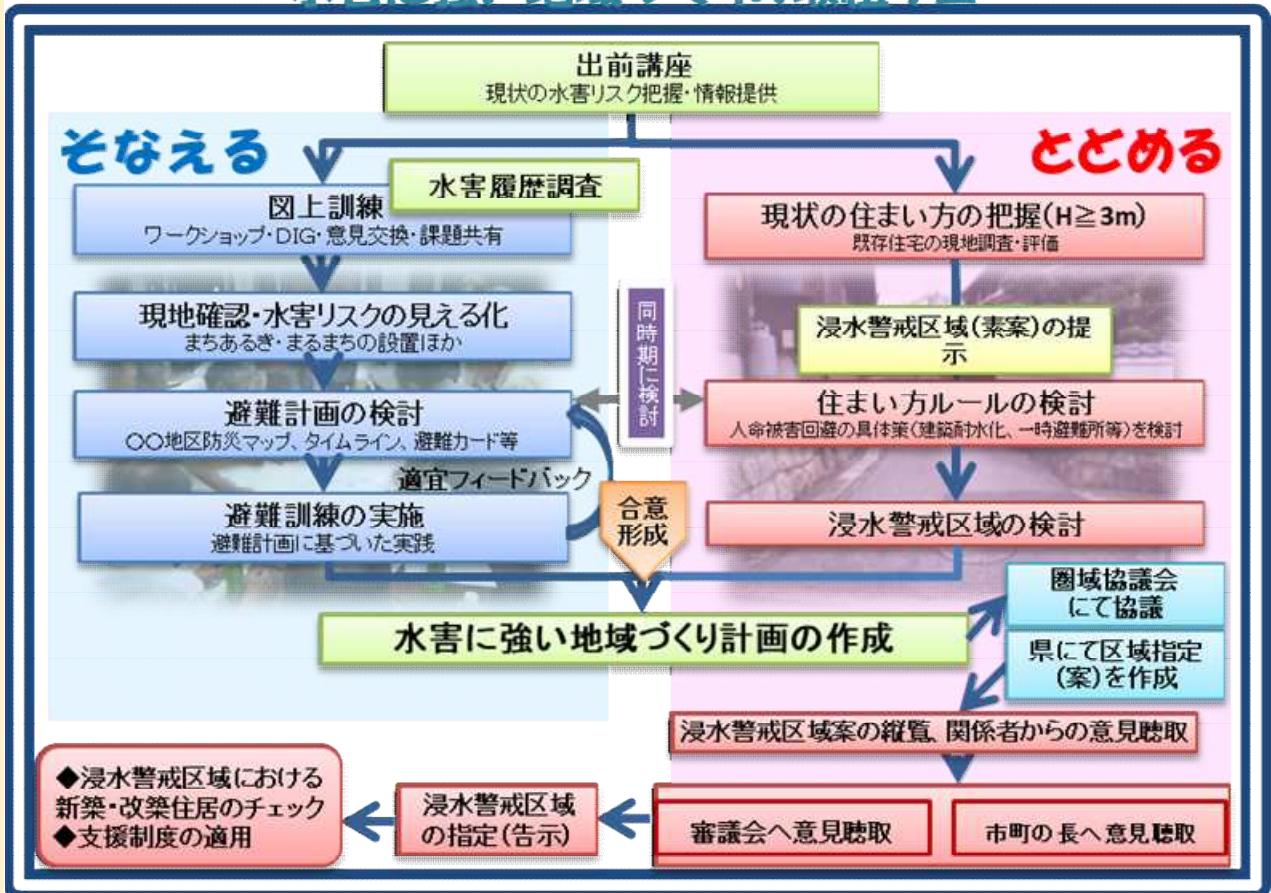 出前講座
現状の水害リスク把握・情報提供
そなえる
とどめる
水害履歴調査
図上訓練
ワークショップ・DIG・意見交換・課題共有
現地確認・水害リスクの見える化
まちあるき・まるまちの設置ほか
避難計画の検討
〇〇地区防災マップ、タイムライン、避難カード等
適宜フィードバック
避難訓練の実施
避難計画に基づいた実践
同時期に検討
合意
形成
現状の住まい方の把握(H≧3m)
既存住宅の現地調査・評価
浸水警戒区域(素案)の提
示
住まい方ルールの検討
人命被害回避の具体策(建築耐水化、一時避難所等)を検討
浸水警戒区域の検討
水害に強い地域づくり計画の作成
圏域協議会
にて協議
県にて区域指定
(案)を作成
浸水警戒区域案の縦覧、関係者からの意見聴取
審議会へ意見聴取
市町の長へ意見聴取
浸水警戒区域
の指定(告示)
◆浸水警戒区域における
新築・改築住居のチェック
◆支援制度の適用